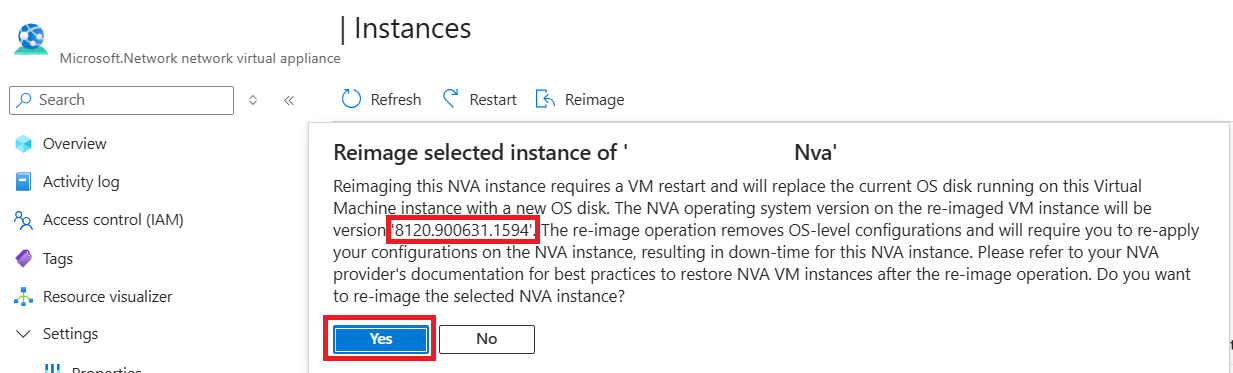 | Instances
Microsoft.Network network virtual appliance
Search
Refresh
Restart
Reimage
Overview
Activity log
Access control (IAM)
Tags
Resource visualizer
Settings
Properties
Reimage selected instance of ' Nva'
Reimaging this NVA instance requires a VM restart and will replace the current OS disk running on this Virtual
Machine instance with a new OS disk. The NVA operating system version on the re-imaged VM instance will be
version '8120.900631.1594'. The re-image operation removes OS-level configurations and will require you to re-apply
your configurations on the NVA instance, resulting in down-time for this NVA instance. Please refer to your NVA
provider's documentation for best practices to restore NVA VM instances after the re-image operation. Do you want
to re-image the selected NVA instance?
Yes
No